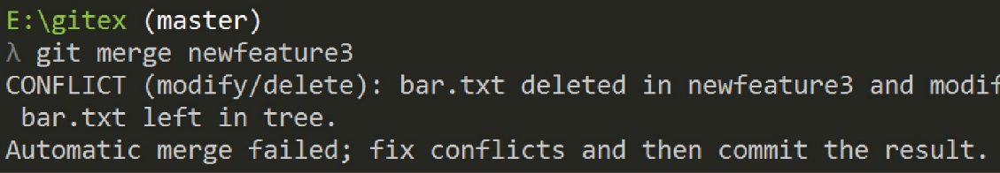 E:\gitex (master)
λ git merge newfeature3
CONFLICT (modify/delete): bar.txt deleted in newfeature3 and modif
bar.txt left in tree.
Automatic merge failed; fix conflicts and then commit the result.